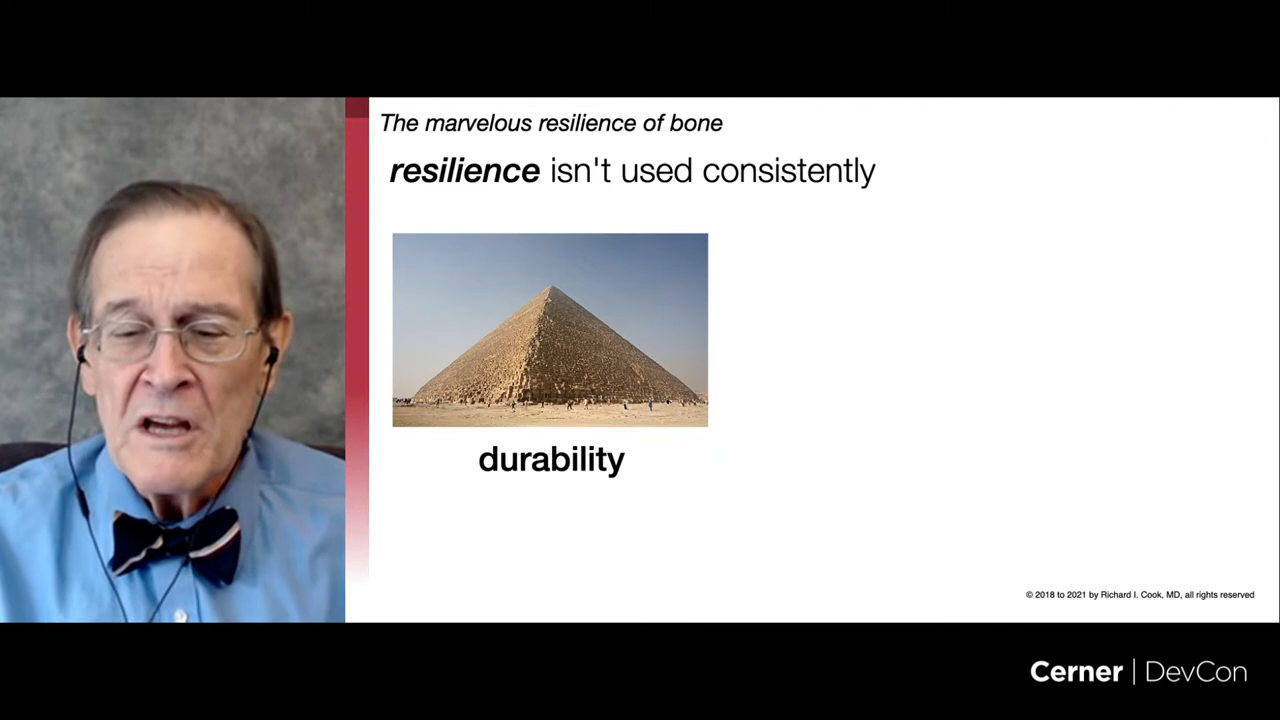 The marvelous resilience of bone
resilience isn't used consistently
durability
© 2018 to 2021 by Richard I. Cook, MD, all rights reserved
Cerner | DevCon